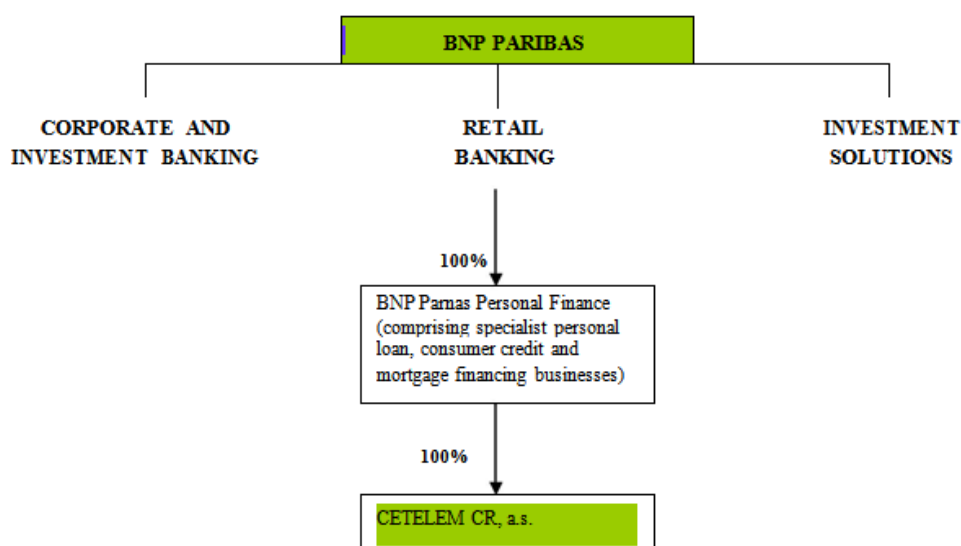 BNP PARIBAS
CORPORATE AND
INVESTMENT BANKING
RETAIL
BANKING
INVESTMENT
SOLUTIONS
100%
BNP Parnas Personal Finance
(comprising specialist personal
loan, consumer credit and
mortgage financing businesses)
100%
CETELEM CR, a.s.